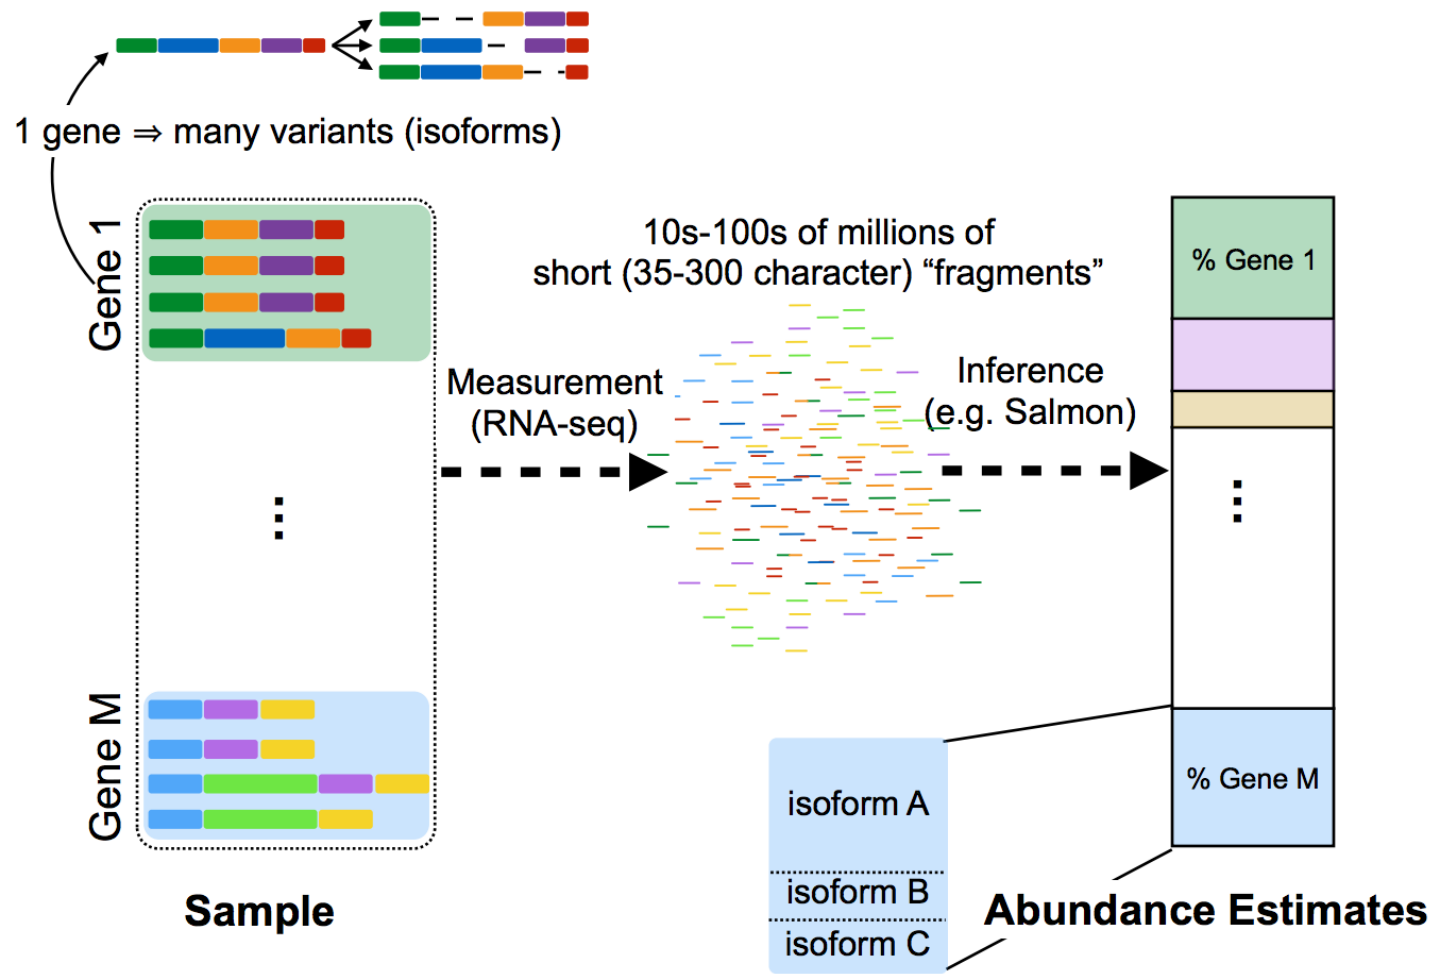 1 gene ⇒ many variants (isoforms)
Gene 1
10s-100s of millions of
short (35-300 character) “fragments”
% Gene 1
Measurement
(RNA-seq)
Inference
(e.g. Salmon)
⋮
⋮
Gene M
% Gene M
isoform A
isoform B
isoform C
Sample
Abundance Estimates